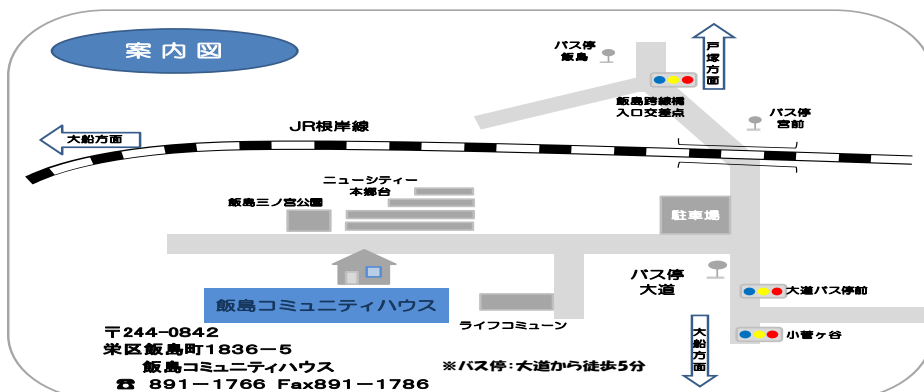 案内図
バス停
飯島
戸塚方面
飯島跨線橋
入口交差点
バス停
宮前
JR根岸線
大船方面
ニューシティー
本郷台
飯島三ノ宮公園
駐車場
バス停
大道
大道バス停前
飯島コミュニティハウス
ライフコミューン
大船方面
小菅ヶ谷
〒244-0842
栄区飯島町1836－5
飯島コミュニティハウス
※バス停:大道から徒歩5分
☎ 891－1766 Fax891－1786